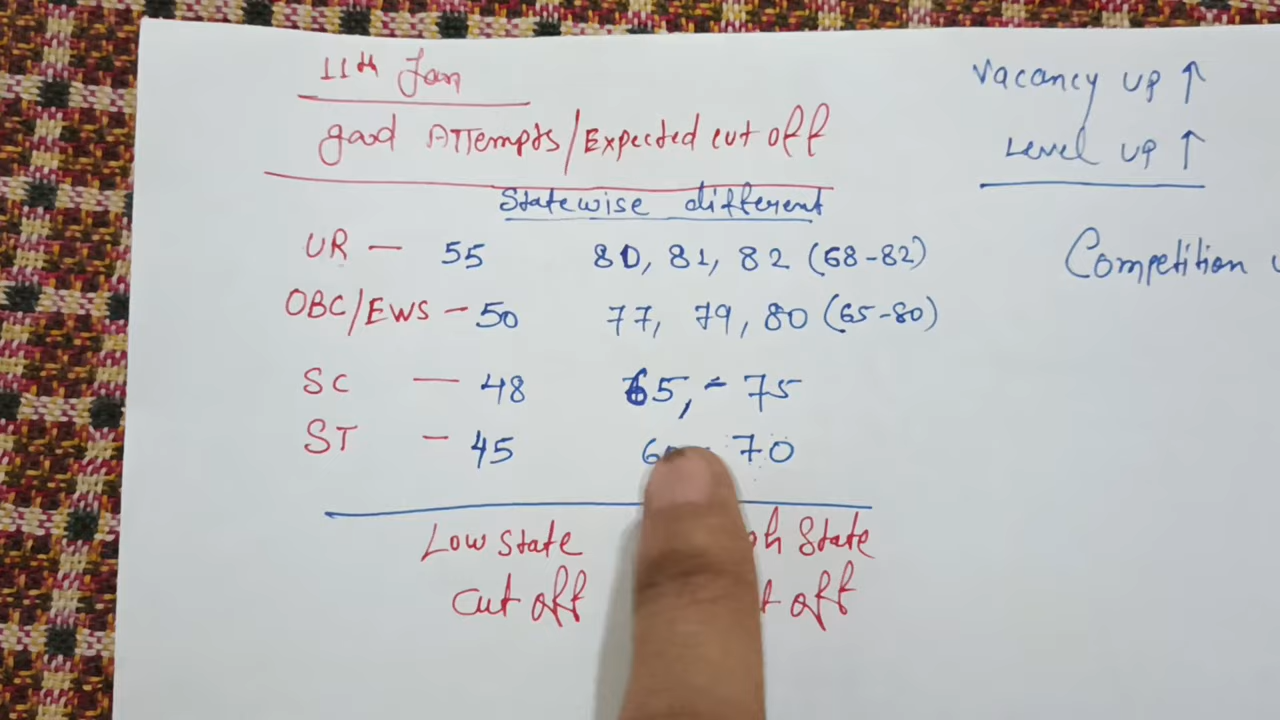 11th Jan
good Attempts/Expected cut off
Statewise different
UR — 55 80, 81, 82 (68-82)
OBC/EWS — 50 77, 79, 80 (65-80)
SC — 48 65, - 75
ST — 45 70
Low state State
cut off off
Vacancy up ↑
Level up ↑
Competition